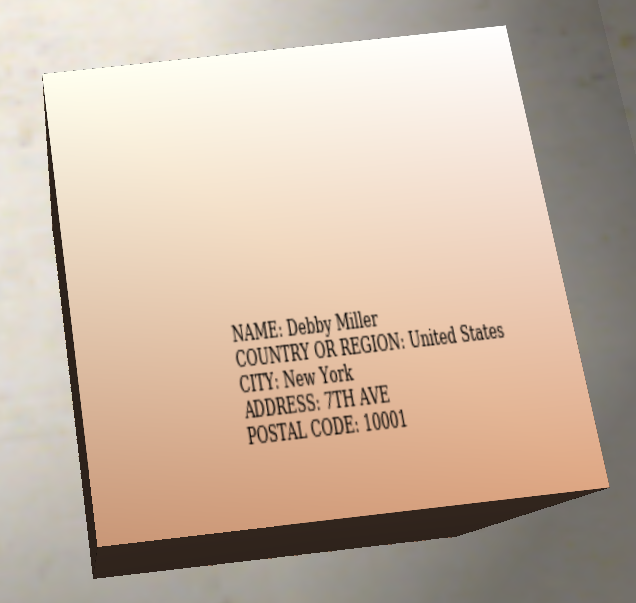 NAME: Debby Miller
COUNTRY OR REGION: United States
CITY: New York
ADDRESS: 7TH AVE
POSTAL CODE: 10001